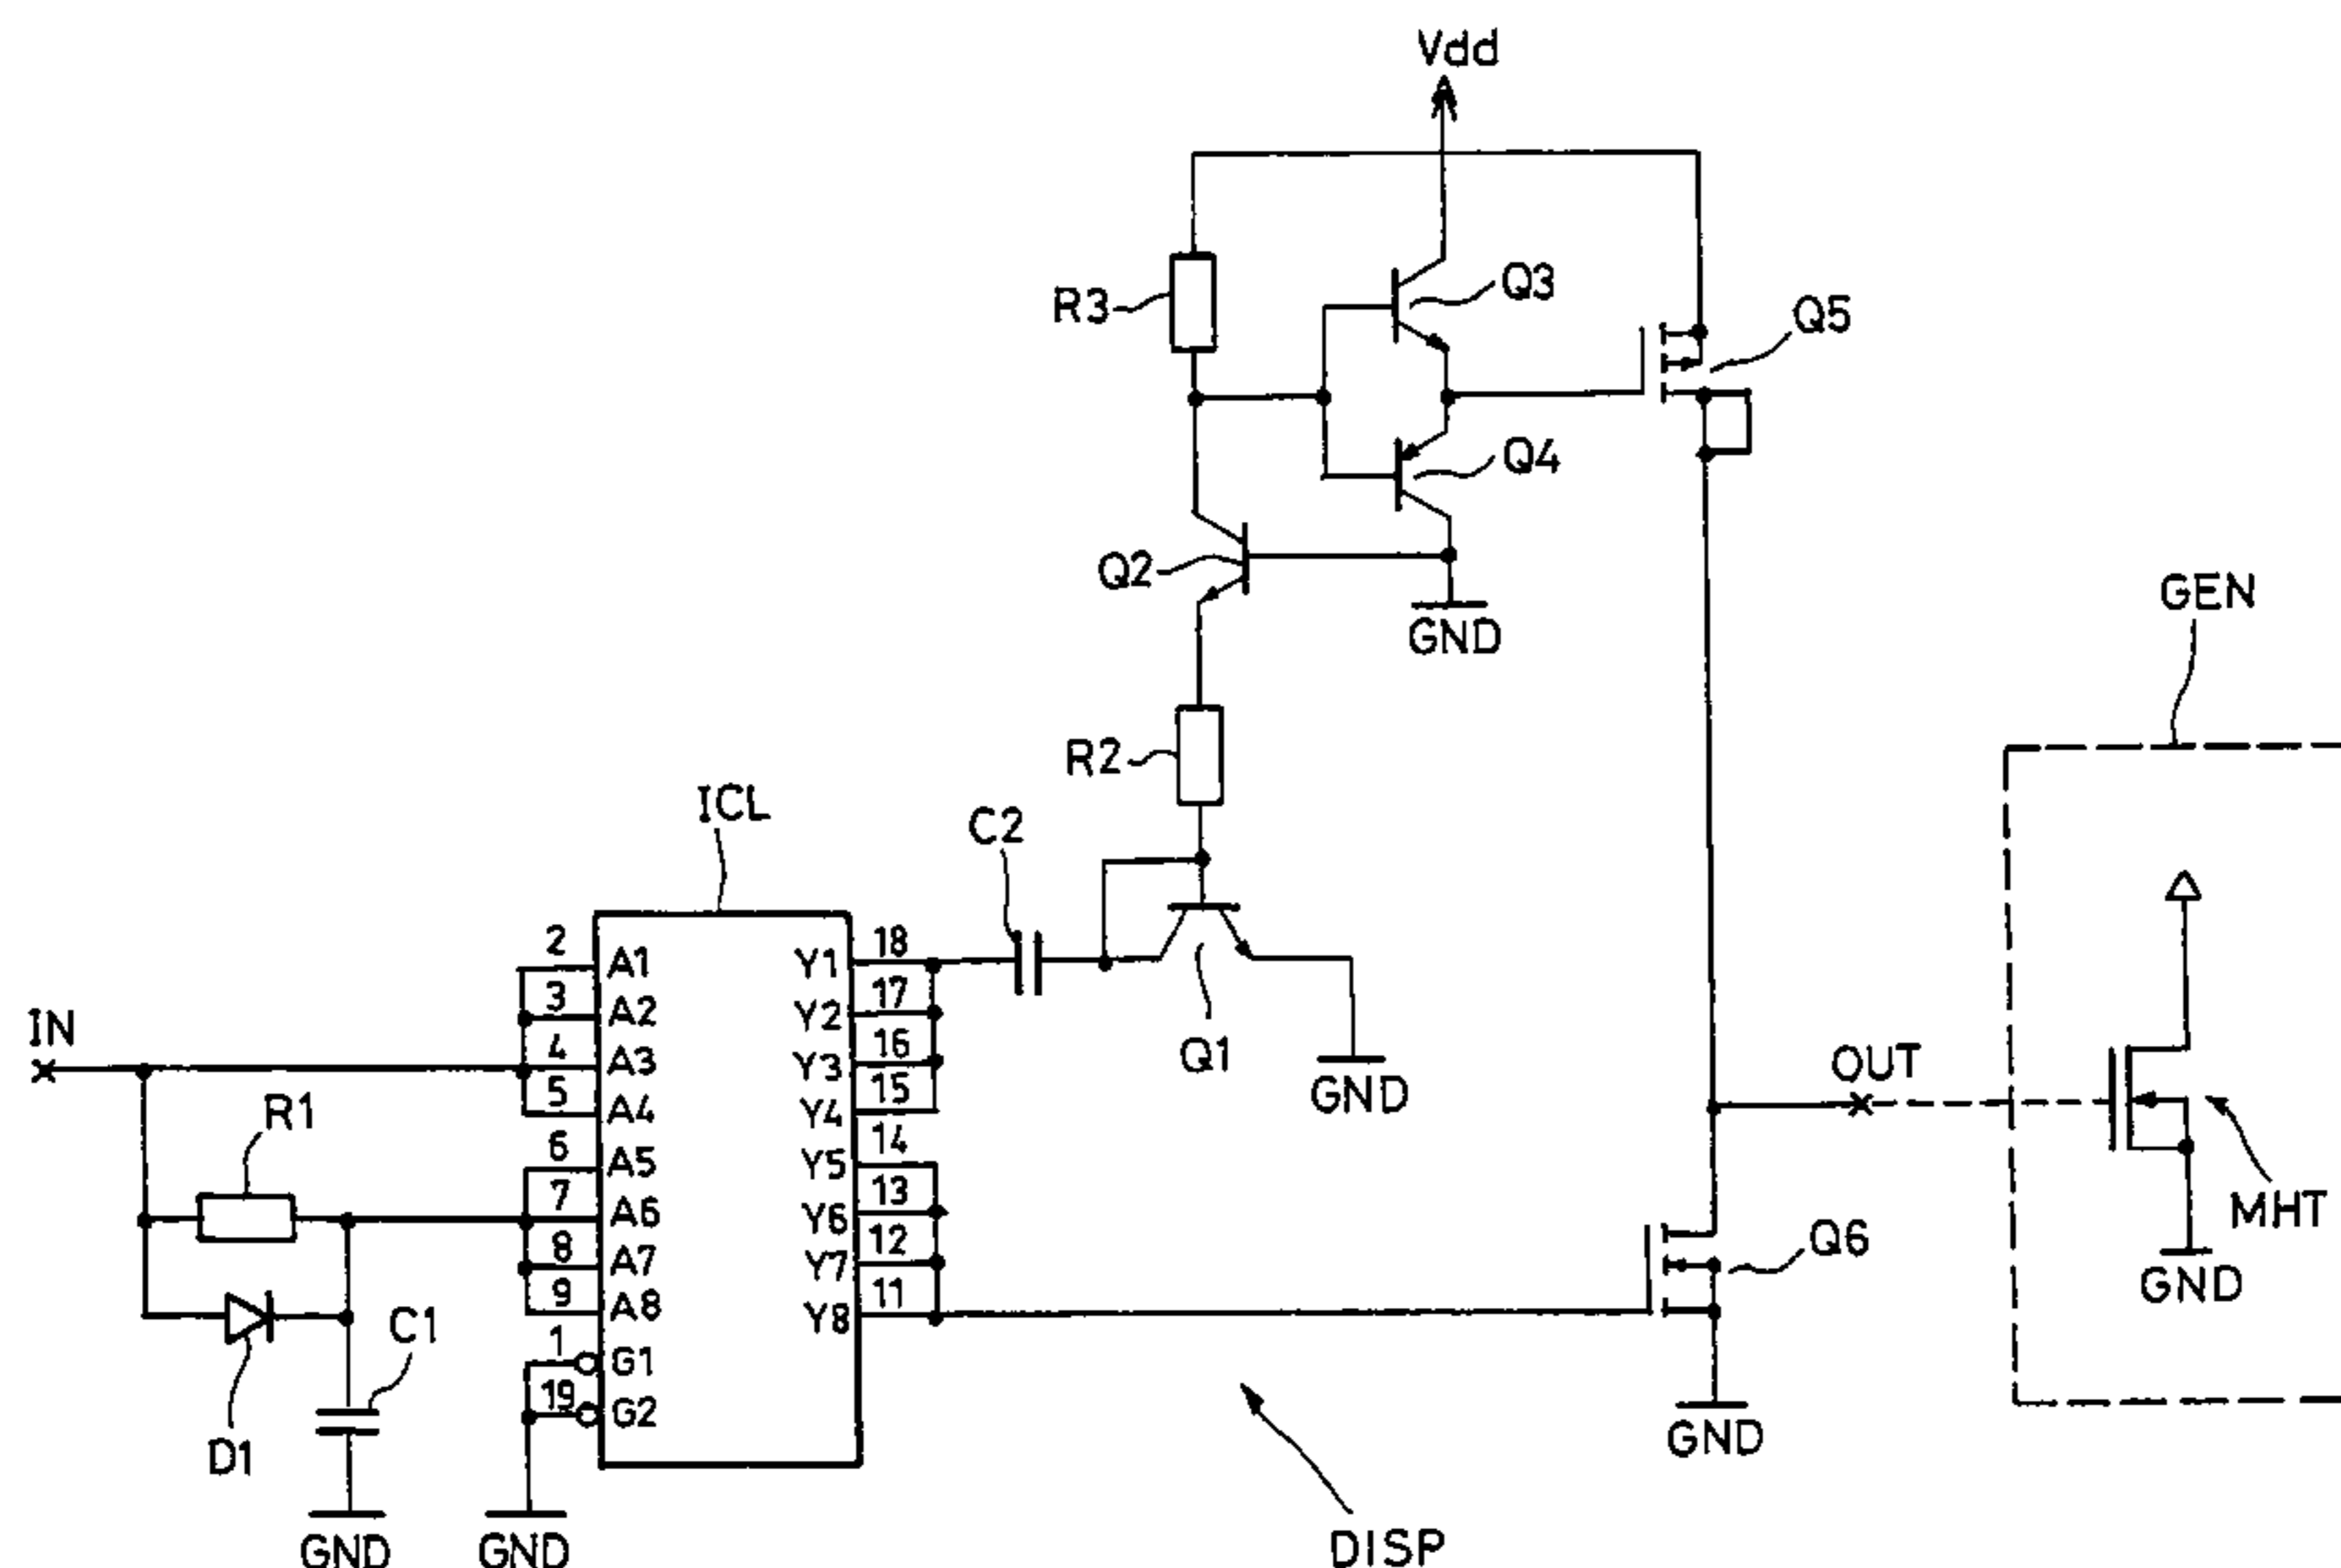 Vdd
R3
Q3
Q5
Q4
Q2
GND
GEN
R2
ICL
C2
2 A1 Y1 18
3 A2 Y2 17
IN
4 A3 Y3 16
Q1
OUT
R1
5 A4 Y4 15
GND
6 A5 Y5 14
7 A6 Y6 13
MHT
8 A7 Y7 12
Q6
9 A8 Y8 11
GND
C1
1 G1
19 G2
D1
GND
GND
GND
DISP